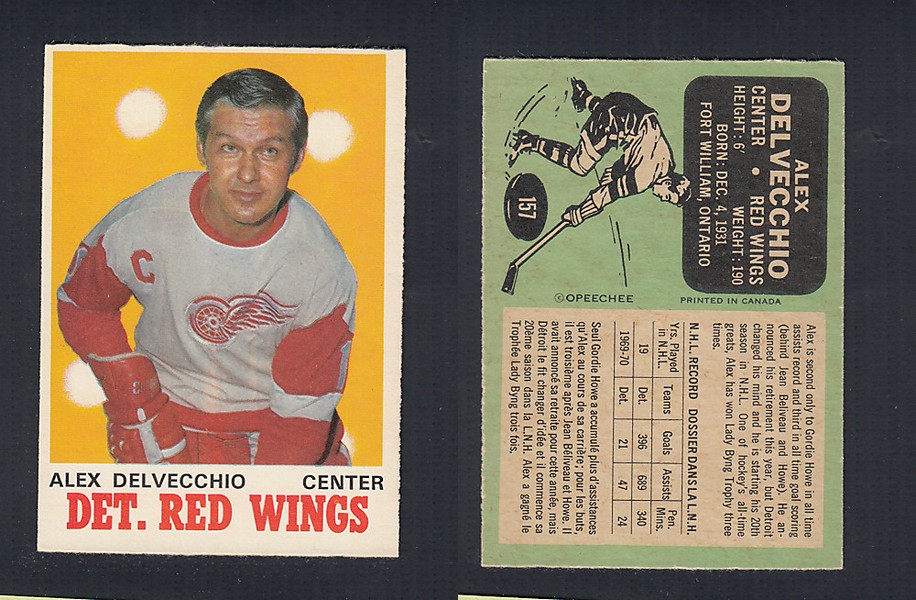 C
ALEX DELVECCHIO CENTER
DET. RED WINGS
ALEX
DELVECCHIO
CENTER • RED WINGS
HEIGHT: 6' WEIGHT: 190
BORN: DEC. 4, 1931
FORT WILLIAM, ONTARIO
157
©OPEECHEE PRINTED IN CANADA
Alex is second only to Gordie Howe in all time
assists record and third in all time goal scoring
(behind Jean Beliveau and Howe). He an-
nounced his retirement this year, but Detroit
changed his mind and he is starting his 20th
season in N.H.L. One of hockey's all-time
greats, Alex has won Lady Byng Trophy three
times.
N.H.L. RECORD DOSSIER DANS LA L.N.H.
Yrs. Played in N.H.L. Teams Goals Assists Pen. Mins.
19 Det. 396 689 340
1969-70 Det. 21 47 24
Seul Gordie Howe a accumulé plus d'assistances
qu'Alex au cours de sa carrière; pour les buts,
il est troisième après Jean Béliveau et Howe. Il
avait annoncé sa retraite pour cette année, mais
Détroit le fit changer d'idée et il commence sa
20ème saison dans la L.N.H. Alex a gagné le
Trophée Lady Byng trois fois.